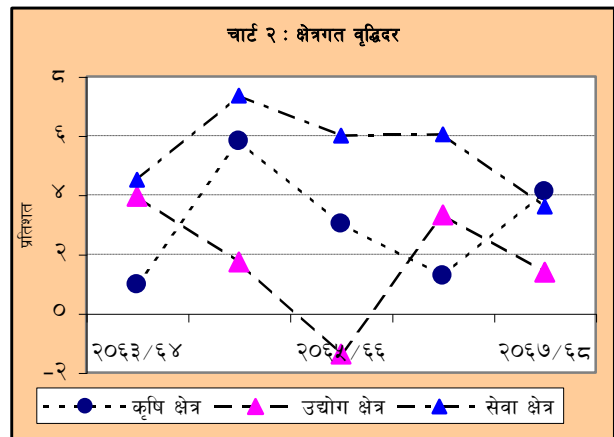 चार्ट २ : क्षेत्रगत वृद्धिदर
प्रतिशत
८
६
४
२
०
-२
२०६३/६४ २०६५/६६ २०६७/६८
कृषि क्षेत्र उद्योग क्षेत्र सेवा क्षेत्र